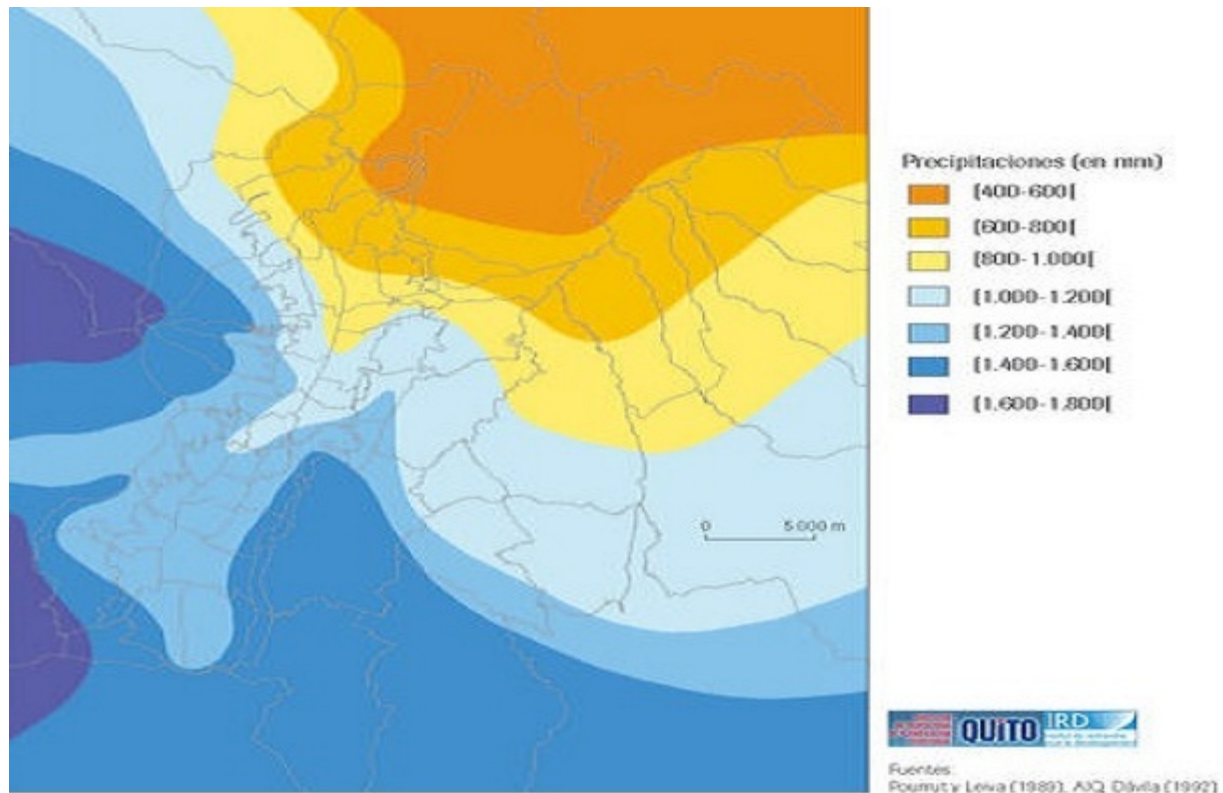 Precipitaciones (en mm)
[400-600[
[600-800[
[800-1.000[
[1.000-1.200[
[1.200-1.400[
[1.400-1.600[
[1.600-1.800[
0 5 000 m
QUITO IRD
Fuentes:
Pourrut y Leiva (1989), AIQ, Dávila (1992)